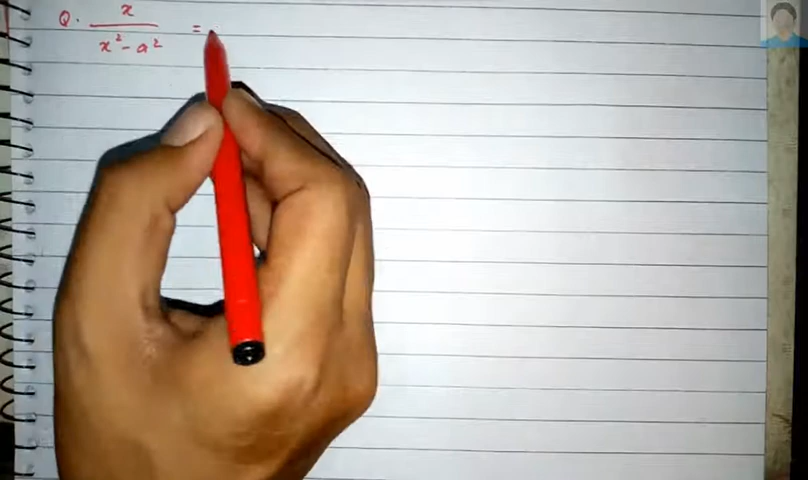 Q. x / x² - a² =